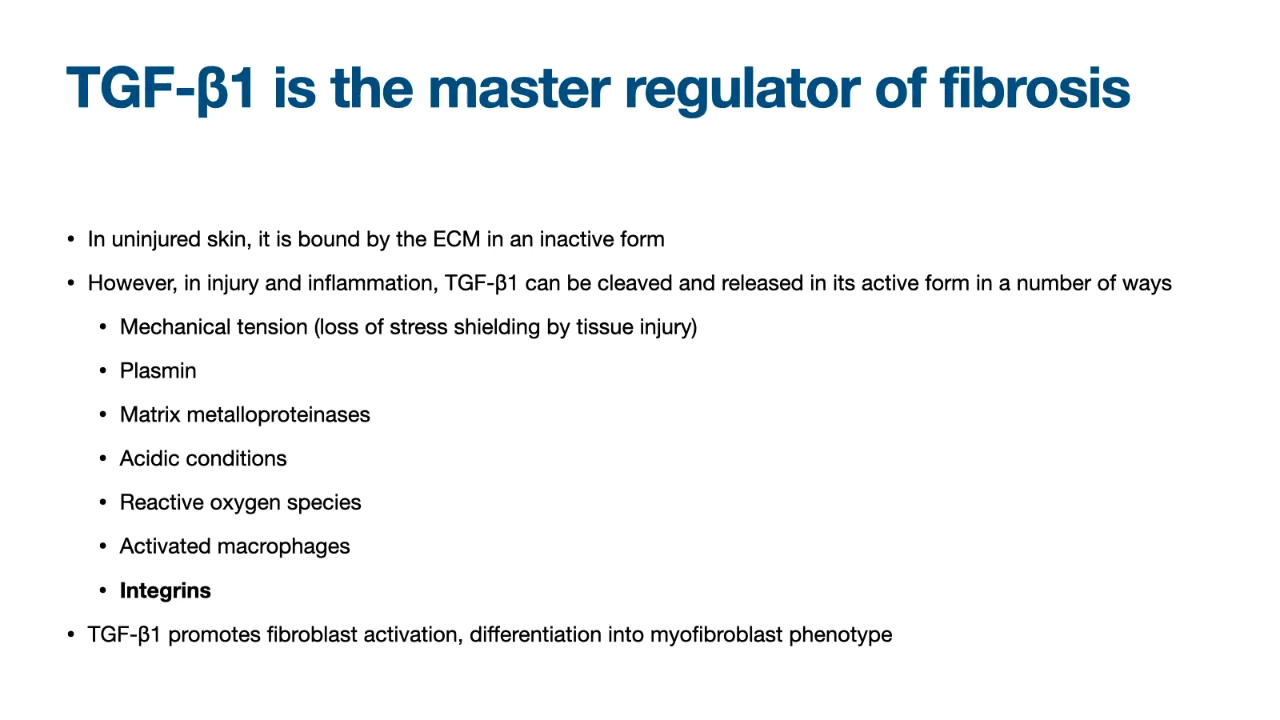 TGF-β1 is the master regulator of fibrosis
• In uninjured skin, it is bound by the ECM in an inactive form
• However, in injury and inflammation, TGF-β1 can be cleaved and released in its active form in a number of ways
• Mechanical tension (loss of stress shielding by tissue injury)
• Plasmin
• Matrix metalloproteinases
• Acidic conditions
• Reactive oxygen species
• Activated macrophages
• Integrins
• TGF-β1 promotes fibroblast activation, differentiation into myofibroblast phenotype